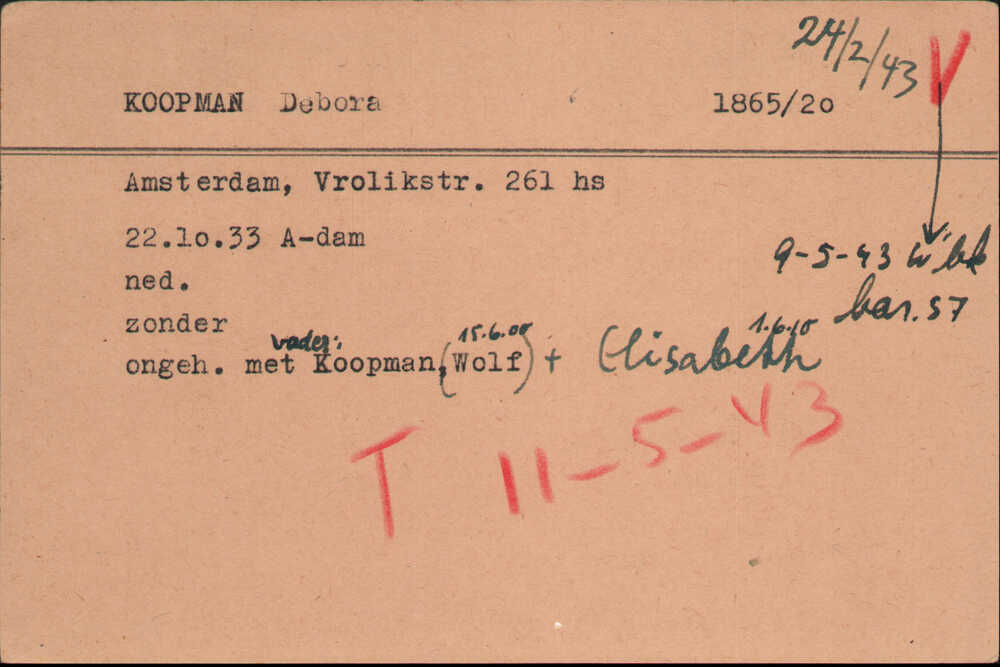 24/2/43 V
KOOPMAN Debora 1865/2o
Amsterdam, Vrolikstr. 261 hs
22.1o.33 A-dam
9-5-43 W'bk
ned.
bar. 57
zonder
vader: 15.6.00 1.6.10
ongeh. met Koopman,(Wolf) + Elisabeth
T 11-5-43